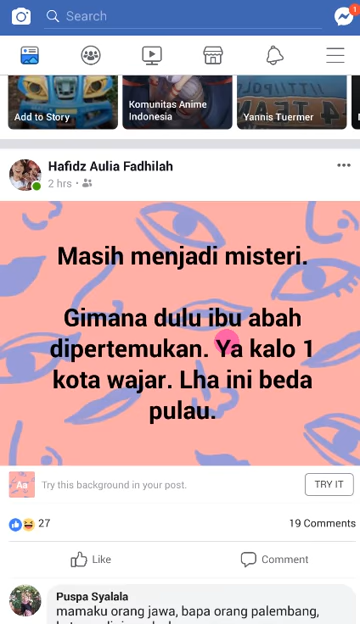 Search
1
Add to Story
Komunitas Anime
Indonesia
Yannis Tuermer
Hafidz Aulia Fadhilah
2 hrs
Masih menjadi misteri.
Gimana dulu ibu abah
dipertemukan. Ya kalo 1
kota wajar. Lha ini beda
pulau.
Aa
Try this background in your post.
TRY IT
27
19 Comments
Like
Comment
Puspa Syalala
mamaku orang jawa, bapa orang palembang,